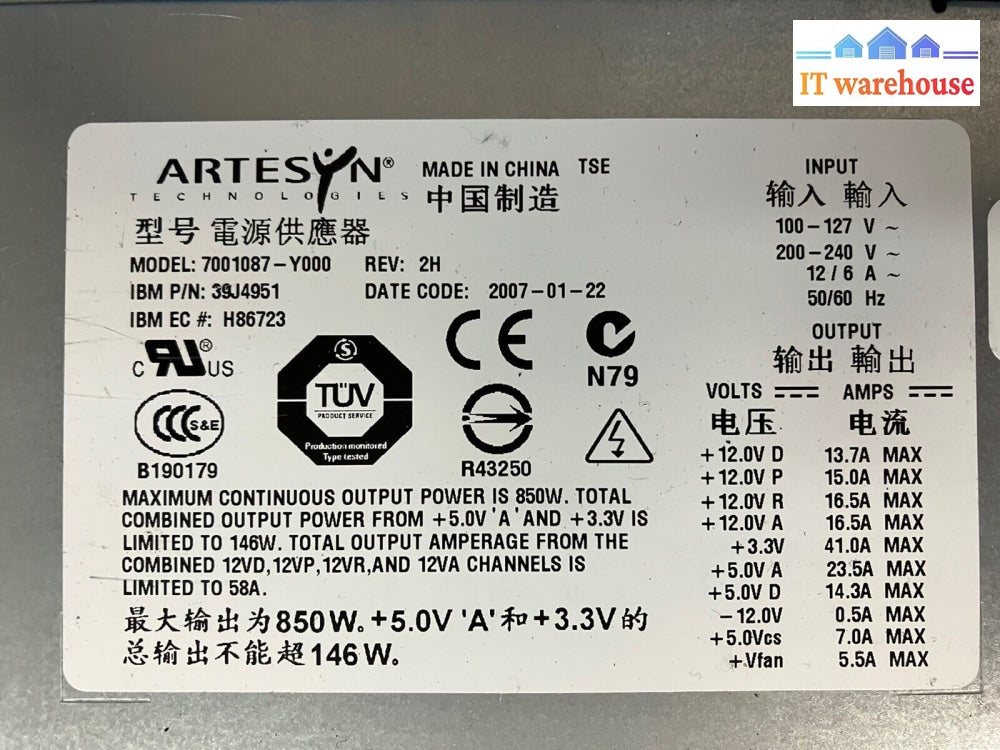 IT warehouse
ARTESYN®
TECHNOLOGIES
MADE IN CHINA TSE
中国制造
型号 電源供應器
MODEL: 7001087-Y000 REV: 2H
IBM P/N: 39J4951 DATE CODE: 2007-01-22
IBM EC #: H86723
C RU® US
CCC S&E
B190179
S
TÜV
PRODUCT SERVICE
Production monitored
Type tested
CE
N79
R43250
MAXIMUM CONTINUOUS OUTPUT POWER IS 850W. TOTAL
COMBINED OUTPUT POWER FROM +5.0V 'A' AND +3.3V IS
LIMITED TO 146W. TOTAL OUTPUT AMPERAGE FROM THE
COMBINED 12VD,12VP,12VR,AND 12VA CHANNELS IS
LIMITED TO 58A.
最大输出为850W。+5.0V 'A'和+3.3V的
总输出不能超146W。
INPUT
输入 輸入
100-127 V ~
200-240 V ~
12/6 A ~
50/60 Hz
OUTPUT
输出 輸出
VOLTS AMPS
电压 电流
+12.0V D 13.7A MAX
+12.0V P 15.0A MAX
+12.0V R 16.5A MAX
+12.0V A 16.5A MAX
+3.3V 41.0A MAX
+5.0V A 23.5A MAX
+5.0V D 14.3A MAX
-12.0V 0.5A MAX
+5.0Vcs 7.0A MAX
+Vfan 5.5A MAX